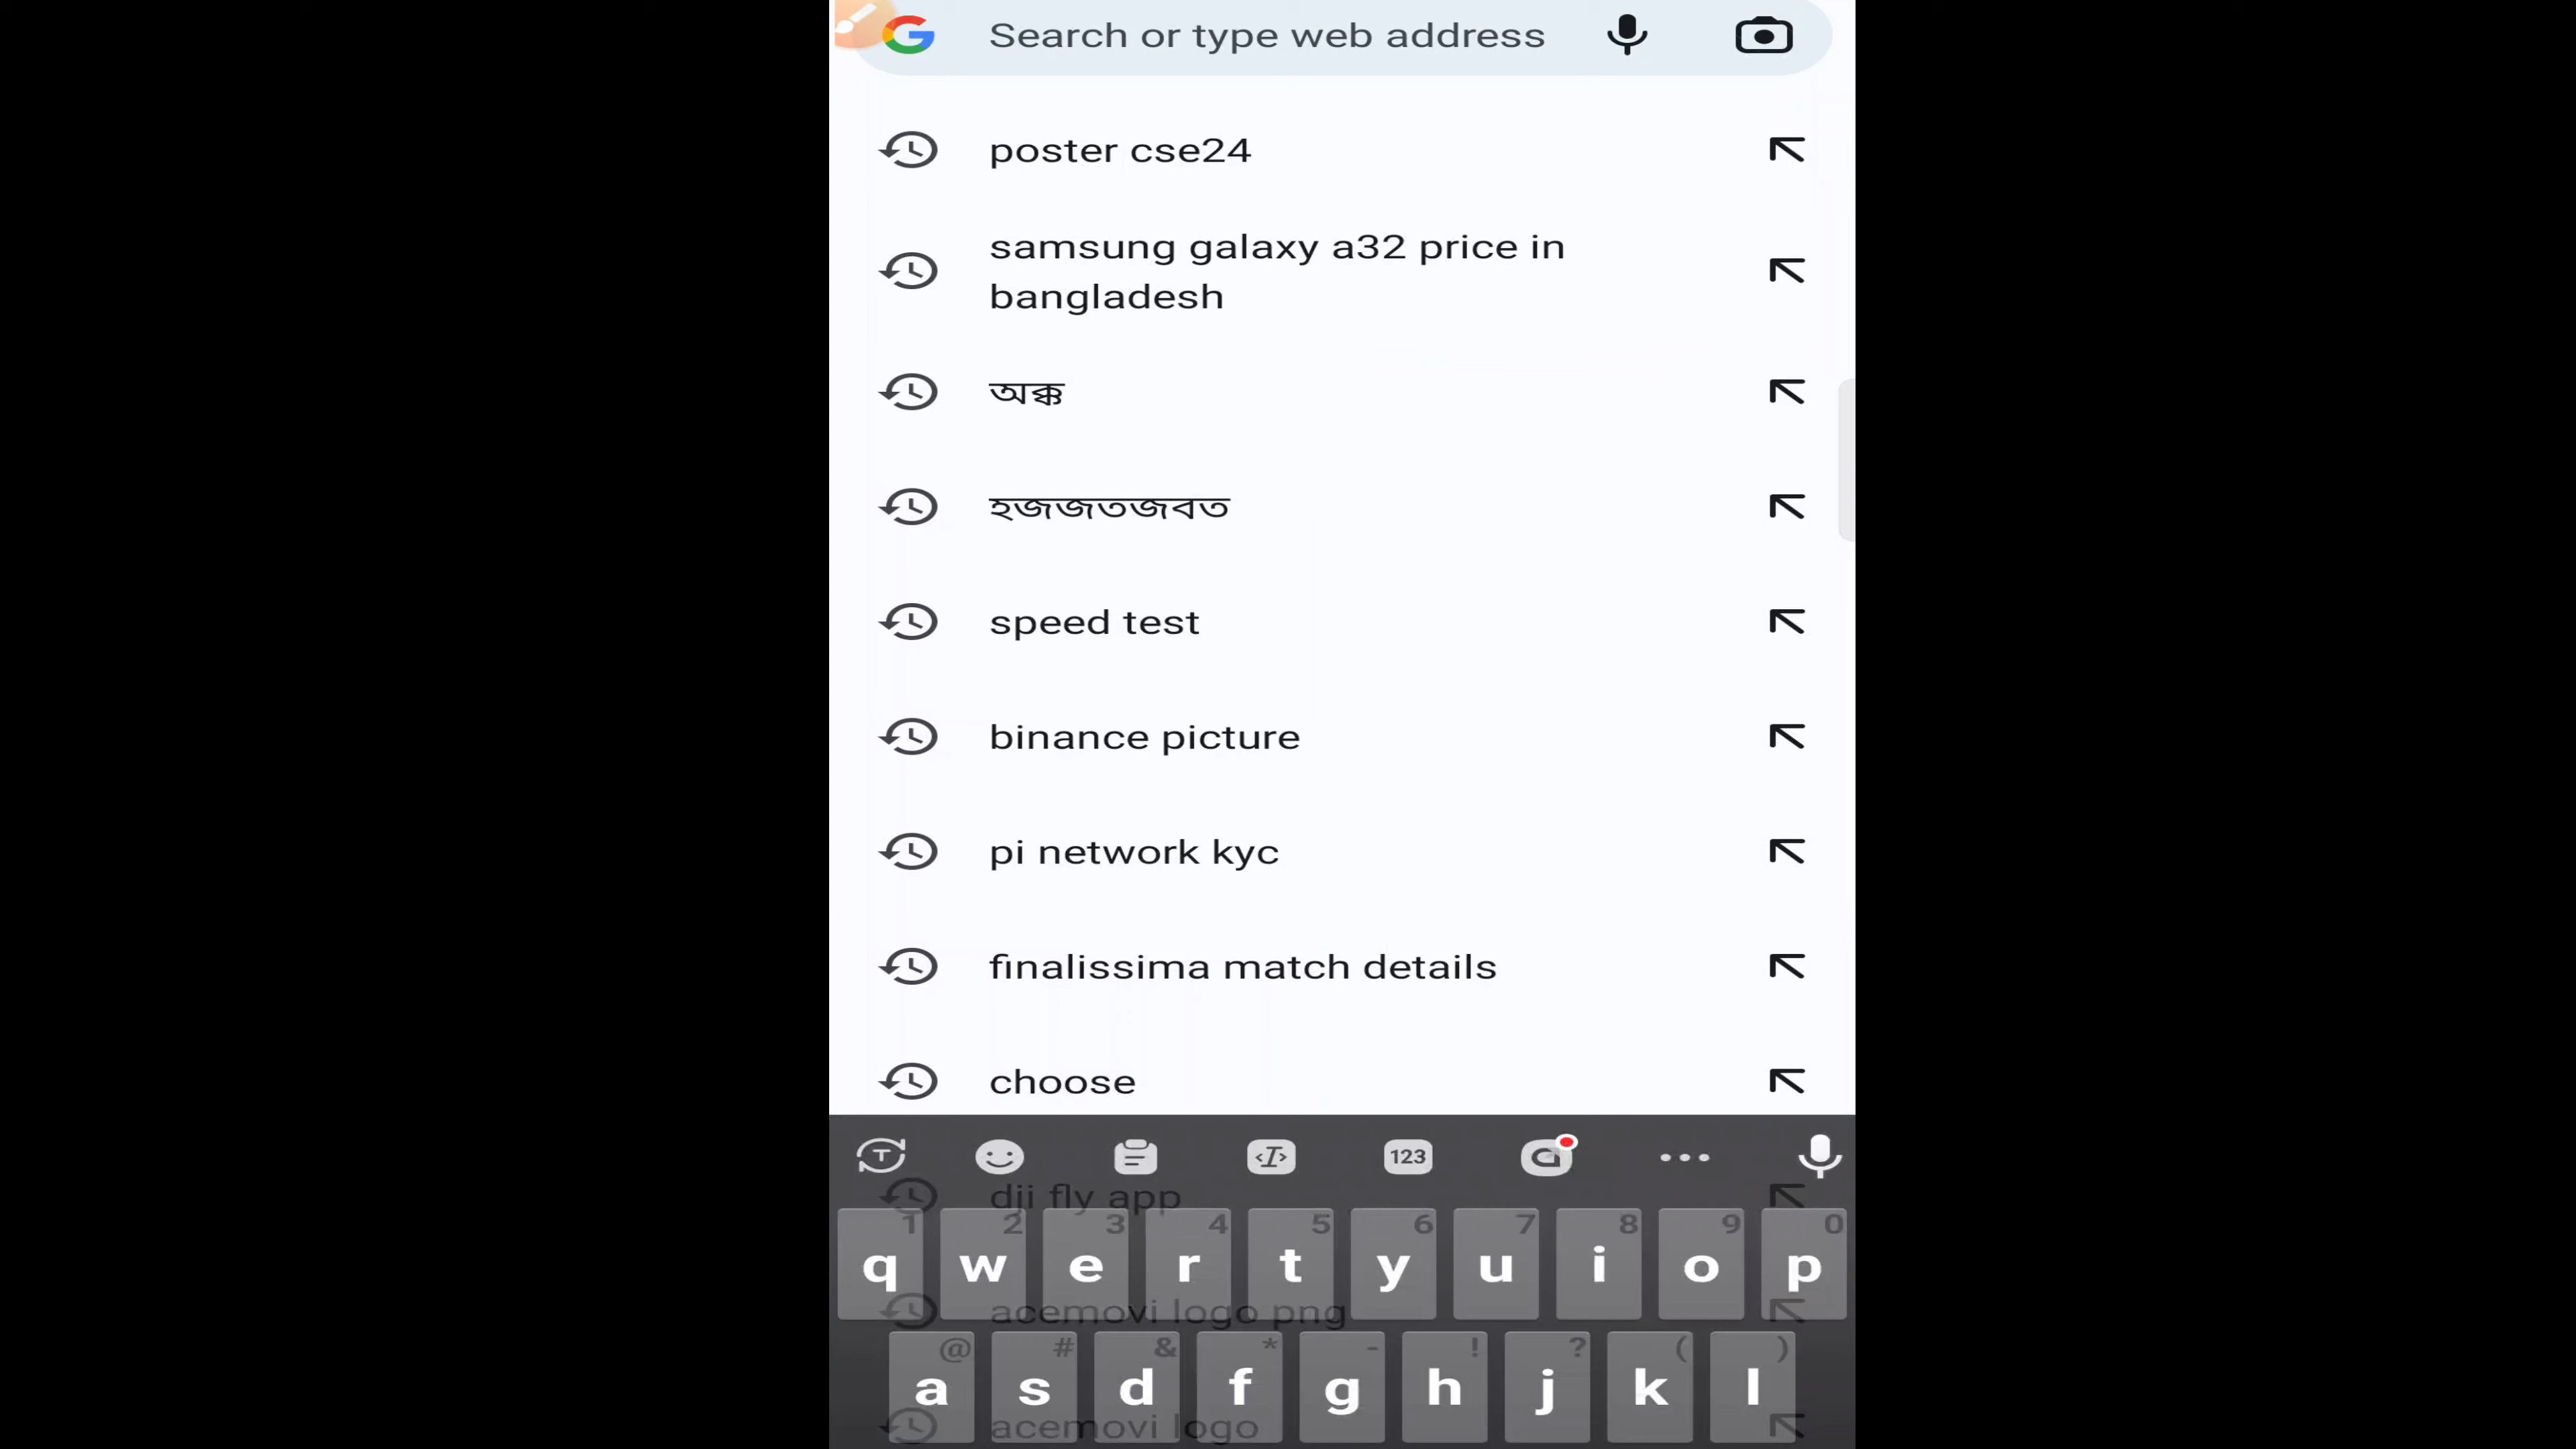 Search or type web address
poster cse24
samsung galaxy a32 price in
bangladesh
অক্ক
হজজতজবত
speed test
binance picture
pi network kyc
finalissima match details
choose
T 123
dji fly app
1 2 3 4 5 6 7 8 9 0
q w e r t y u i o p
acemovi logo png
@ # & * - ! ? ( )
a s d f g h j k l
acemovi logo